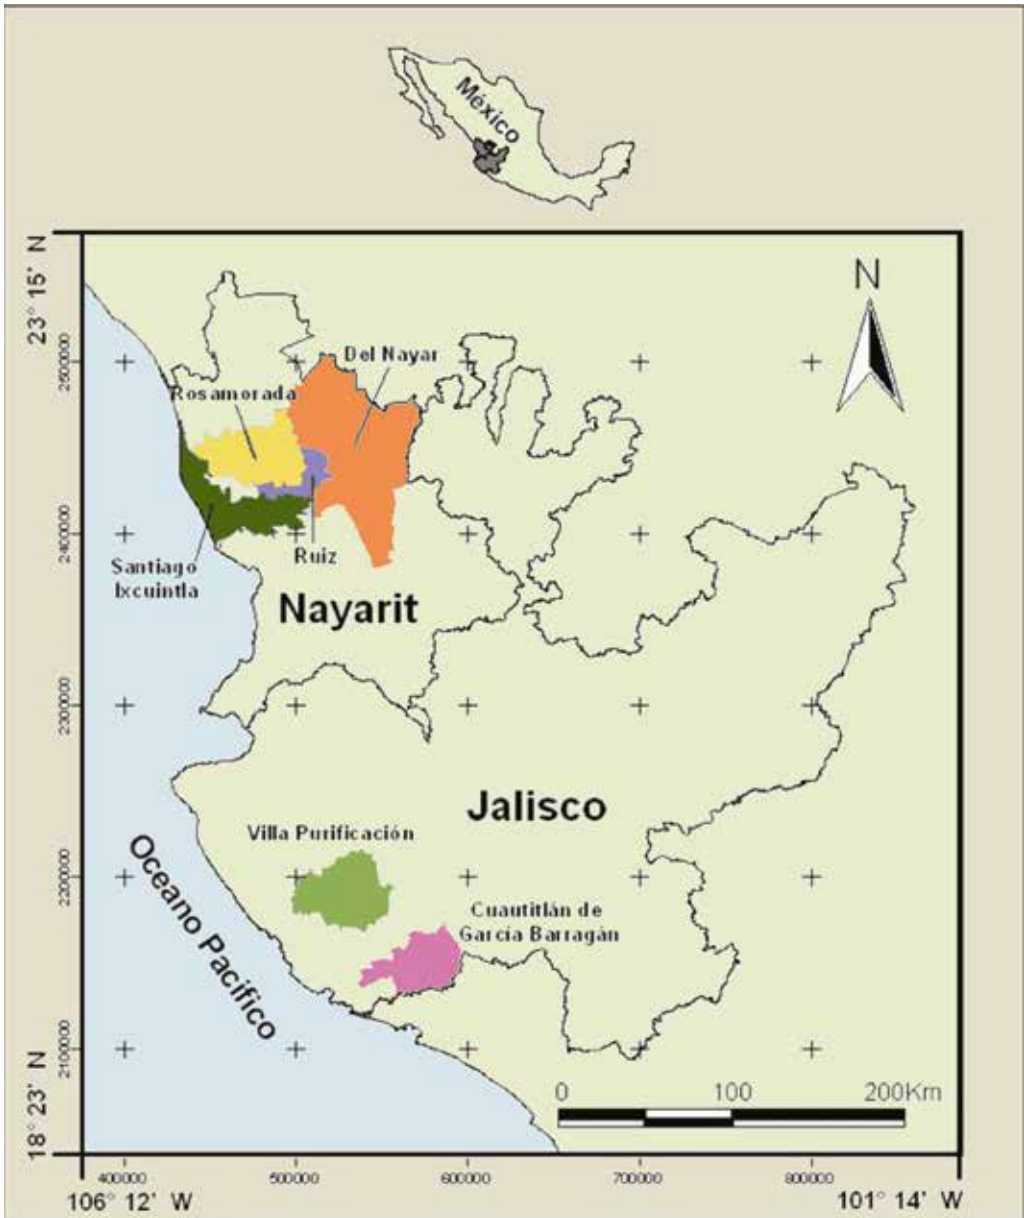 México
23° 15' N
N
2500000
Del Nayar
Rosamorada
2400000
Santiago
Ixcuintla
Ruiz
Nayarit
2300000
Jalisco
Villa Purificación
2200000
Cuautitlán de
García Barragán
Oceano Pacífico
2100000
18° 23' N
0 100 200Km
400000 500000 600000 700000 800000
106° 12' W 101° 14' W